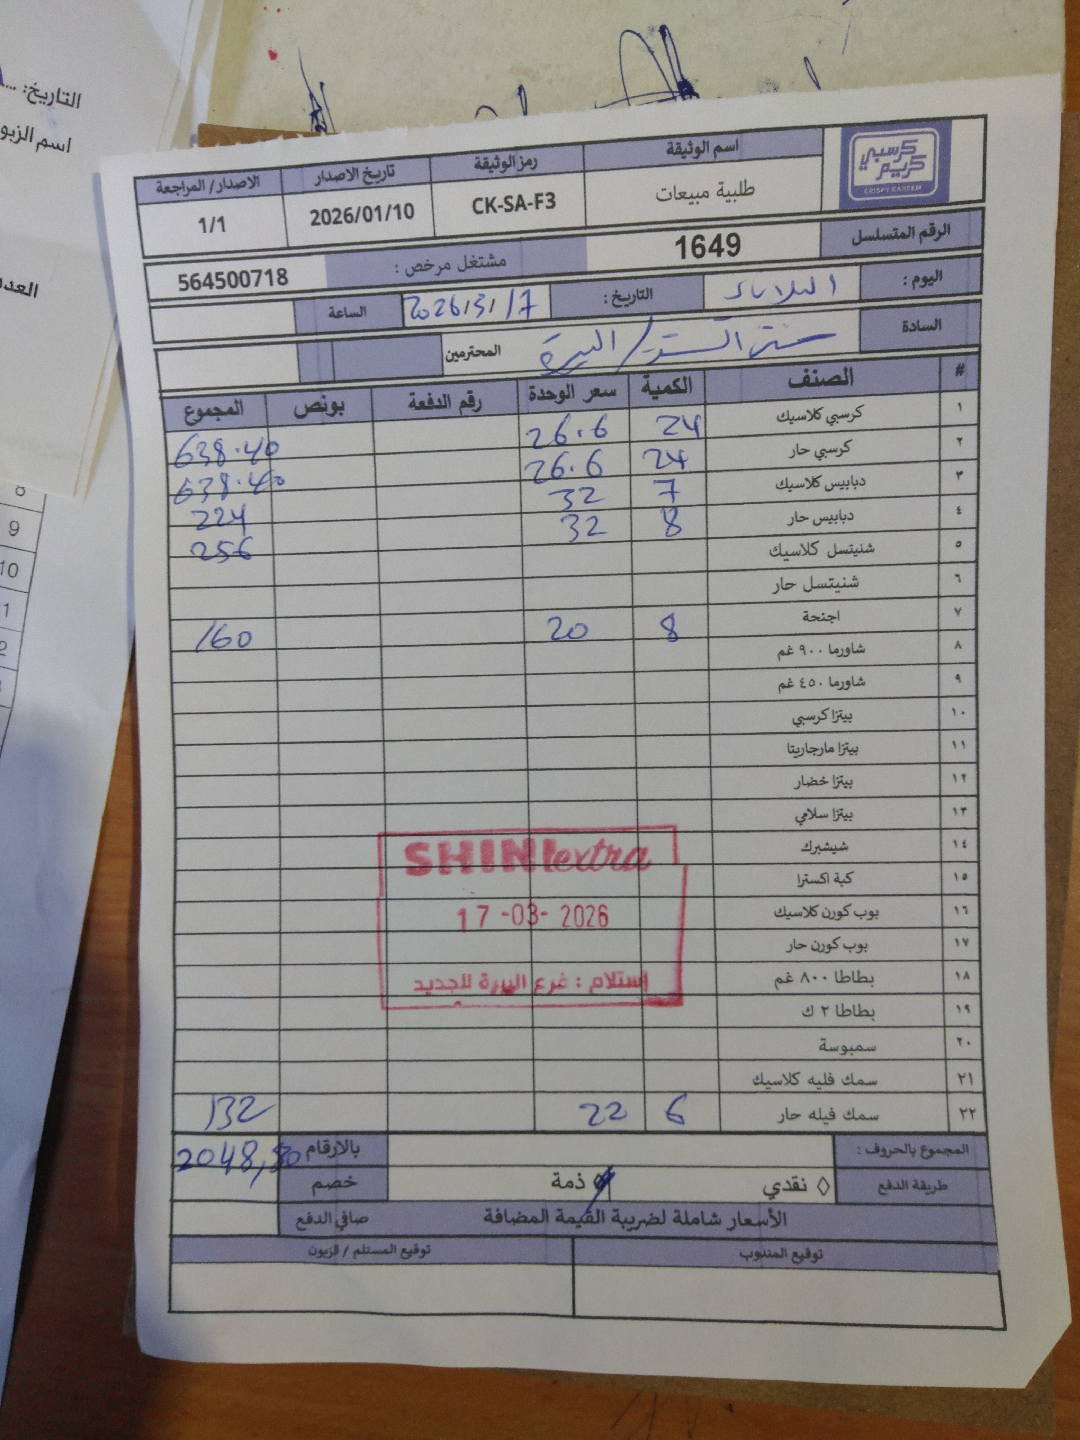 التاريخ: ...
اسم الزبو
العدد
8
9
10
كرسبي كريم
CRISPY KAREEM
اسم الوثيقة رمز الوثيقة تاريخ الاصدار الاصدار/ المراجعة
طلبية مبيعات CK-SA-F3 2026/01/10 1/1
الرقم المتسلسل 1649 مشتغل مرخص : 564500718
اليوم : الثلاثاء التاريخ : 2026/3/17 الساعة
السادة / البيرة المحترمين
# الصنف الكمية سعر الوحدة رقم الدفعة بونص المجموع
١ كرسبي كلاسيك 24 26.6 638.40
٢ كرسبي حار 24 26.6 638.40
٣ دبابيس كلاسيك 7 32 224
٤ دبابيس حار 8 32 256
٥ شنيتسل كلاسيك
٦ شنيتسل حار
٧ اجنحة 8 20 160
٨ شاورما ٩٠٠ غم
٩ شاورما ٤٥٠ غم
١٠ بيتزا كرسبي
١١ بيتزا مارجاريتا
١٢ بيتزا خضار
١٣ بيتزا سلامي
١٤ شيشبرك
١٥ كبة اكسترا
١٦ بوب كورن كلاسيك
١٧ بوب كورن حار
١٨ بطاطا ٨٠٠ غم
١٩ بطاطا ٢ ك
٢٠ سمبوسة
٢١ سمك فليه كلاسيك
٢٢ سمك فيله حار 6 22 132
SHINI extra
17-03-2026
إستلام : فرع البيرة الجديد
المجموع بالحروف : بالارقام 2048,80
طريقة الدفع ◊ نقدي ◊ ذمة خصم
الأسعار شاملة لضريبة القيمة المضافة صافي الدفع
توقيع المندوب توقيع المستلم / الزبون